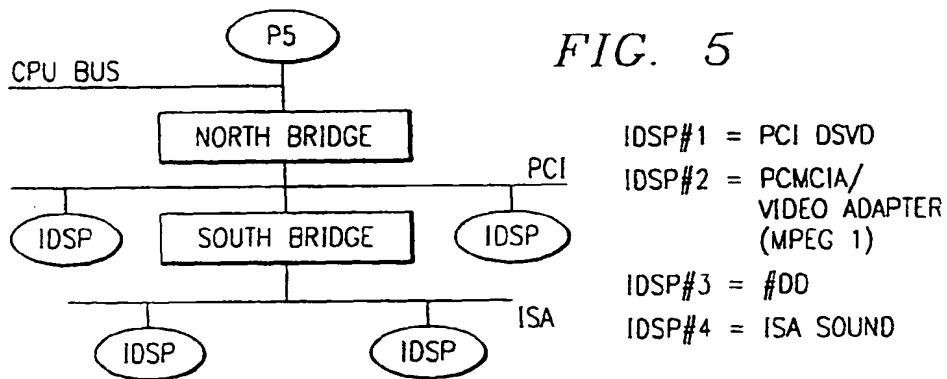 P5
FIG. 5
CPU BUS
NORTH BRIDGE
PCI
IDSP
SOUTH BRIDGE
IDSP
ISA
IDSP
IDSP
IDSP#1 = PCI DSVD
IDSP#2 = PCMCIA/
VIDEO ADAPTER
(MPEG 1)
IDSP#3 = #DD
IDSP#4 = ISA SOUND